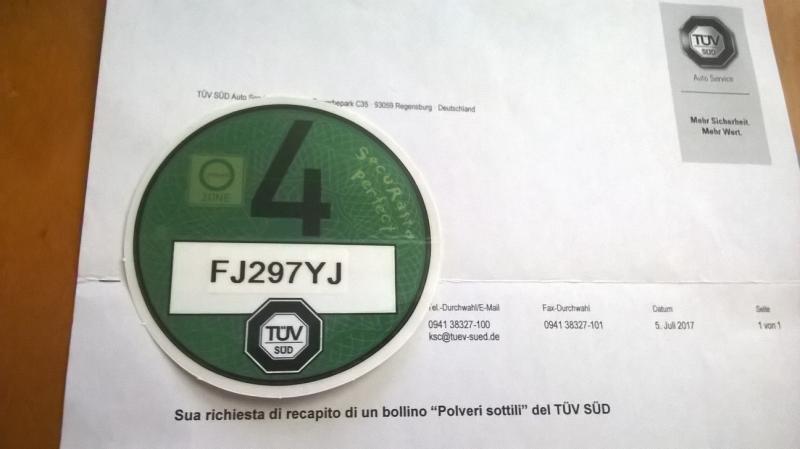 TÜV
SÜD
Auto Service
Mehr Sicherheit.
Mehr Wert.
TÜV SÜD Auto C35 · 93059 Regensburg · Deutschland
4
ZONE
SecuRasta
perfect
FJ297YJ
TÜV
SÜD
Tel.-Durchwahl/E-Mail Fax-Durchwahl Datum Seite
0941 38327-100 0941 38327-101 5. Juli 2017 1 von 1
ksc@tuev-sued.de
Sua richiesta di recapito di un bollino “Polveri sottili” del TÜV SÜD